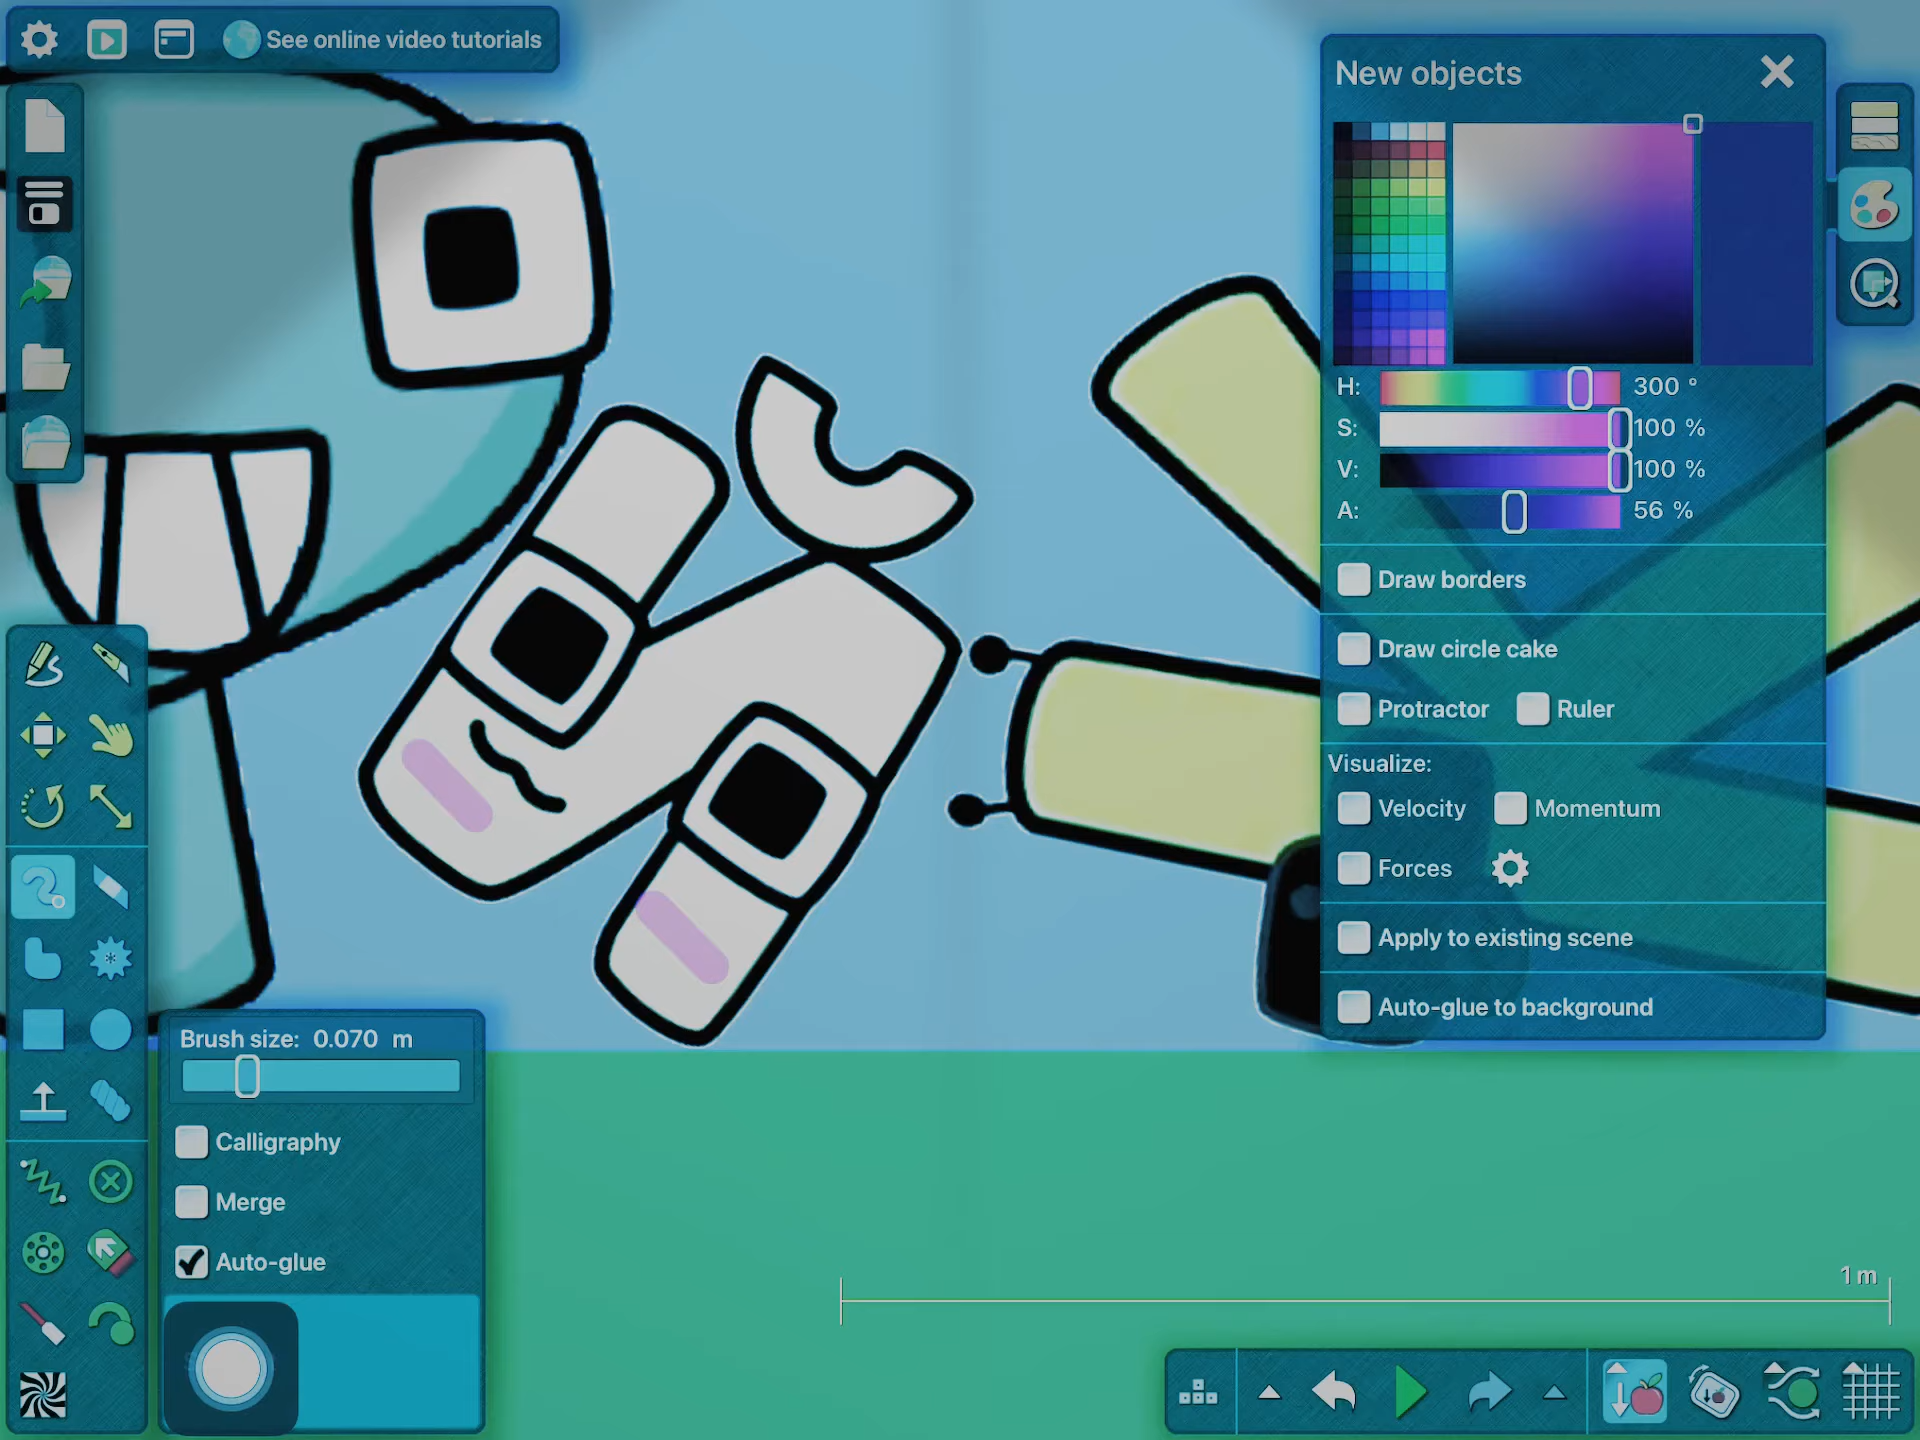 See online video tutorials
New objects
H: 300 °
S: 100 %
V: 100 %
A: 56 %
Draw borders
Draw circle cake
Protractor Ruler
Visualize:
Velocity Momentum
Forces
Apply to existing scene
Auto-glue to background
Brush size: 0.070 m
Calligraphy
Merge
Auto-glue
1 m